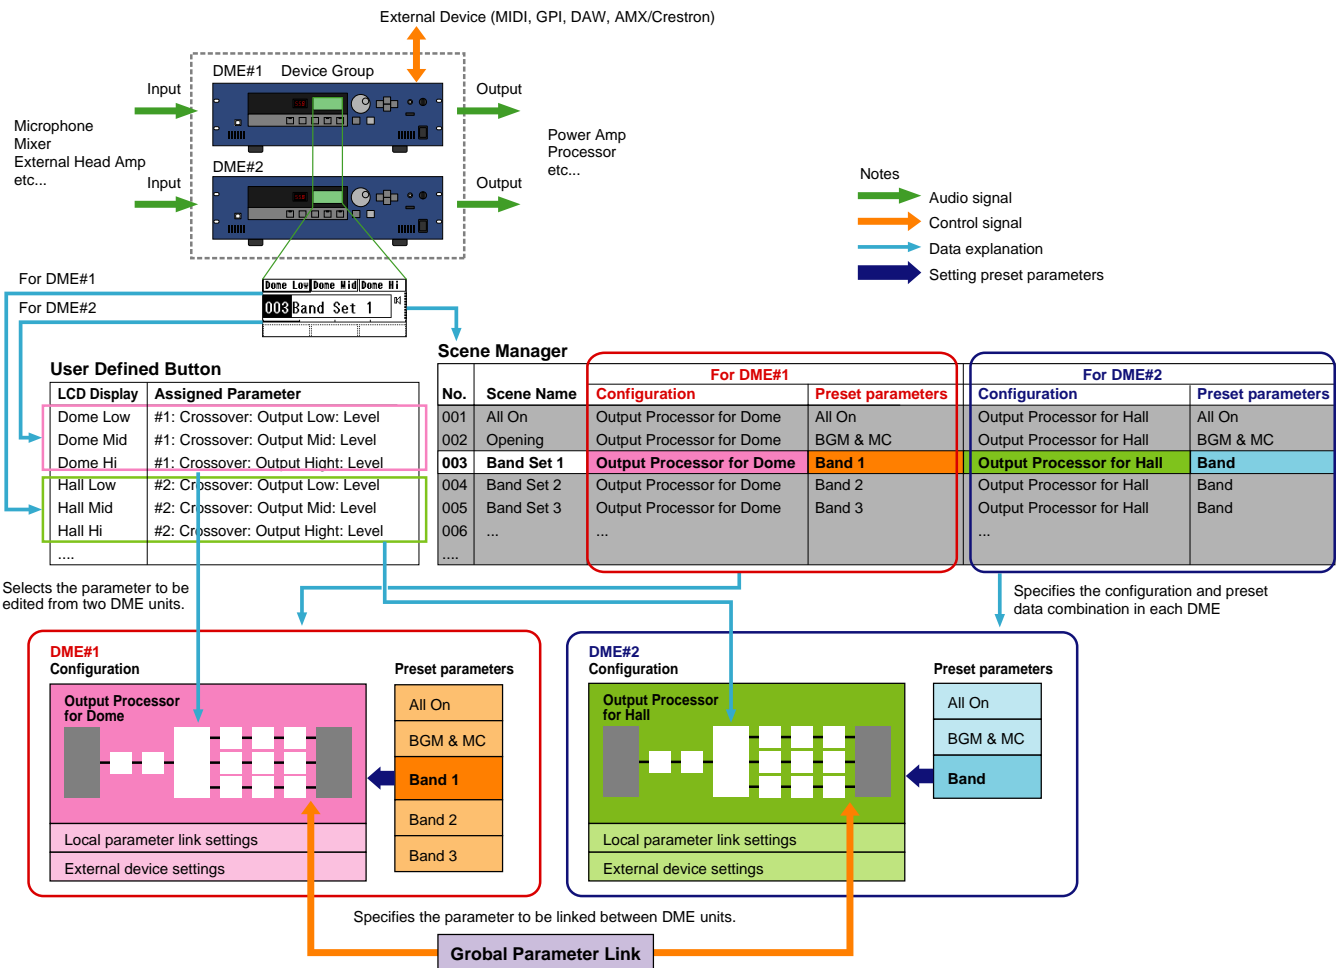 External Device (MIDI, GPI, DAW, AMX/Crestron)
DME#1 Device Group
Input
Output
Microphone
Mixer
External Head Amp
etc...
Power Amp
Processor
etc...
DME#2
Input
Output
Notes
Audio signal
Control signal
Data explanation
Setting preset parameters
For DME#1
For DME#2
Dome Low Dome Mid Dome Hi
003 Band Set 1
User Defined Button
LCD Display Assigned Parameter
Dome Low #1: Crossover: Output Low: Level
Dome Mid #1: Crossover: Output Mid: Level
Dome Hi #1: Crossover: Output Hight: Level
Hall Low #2: Crossover: Output Low: Level
Hall Mid #2: Crossover: Output Mid: Level
Hall Hi #2: Crossover: Output Hight: Level
....
Scene Manager
For DME#1 For DME#2
No. Scene Name Configuration Preset parameters Configuration Preset parameters
001 All On Output Processor for Dome All On Output Processor for Hall All On
002 Opening Output Processor for Dome BGM & MC Output Processor for Hall BGM & MC
003 Band Set 1 Output Processor for Dome Band 1 Output Processor for Hall Band
004 Band Set 2 Output Processor for Dome Band 2 Output Processor for Hall Band
005 Band Set 3 Output Processor for Dome Band 3 Output Processor for Hall Band
006 ... ... ...
....
Selects the parameter to be
edited from two DME units.
Specifies the configuration and preset
data combination in each DME
DME#1
Configuration
Preset parameters
Output Processor
for Dome
Local parameter link settings
External device settings
All On
BGM & MC
Band 1
Band 2
Band 3
DME#2
Configuration
Preset parameters
Output Processor
for Hall
Local parameter link settings
External device settings
All On
BGM & MC
Band
Specifies the parameter to be linked between DME units.
Grobal Parameter Link